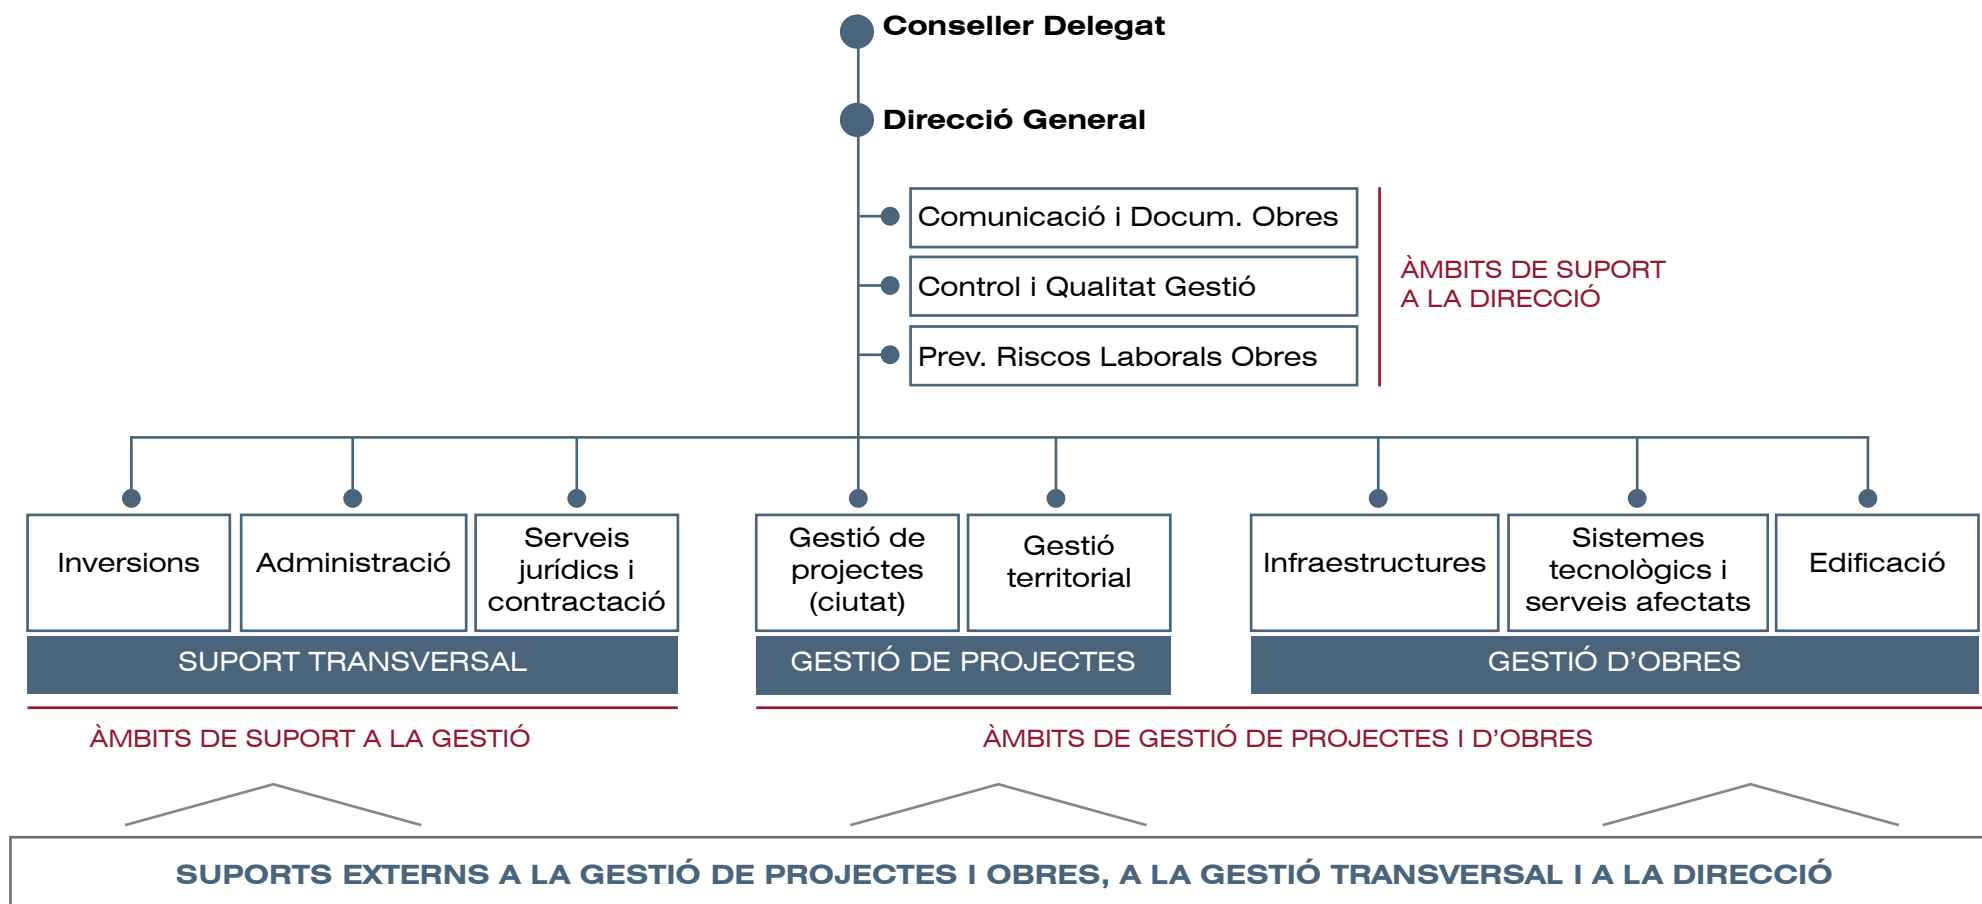 Conseller Delegat
Direcció General
Comunicació i Docum. Obres
Control i Qualitat Gestió
Prev. Riscos Laborals Obres
ÀMBITS DE SUPORT
A LA DIRECCIÓ
Inversions
Administració
Serveis
jurídics i
contractació
Gestió de
projectes
(ciutat)
Gestió
territorial
Infraestructures
Sistemes
tecnològics i
serveis afectats
Edificació
SUPORT TRANSVERSAL
GESTIÓ DE PROJECTES
GESTIÓ D’OBRES
ÀMBITS DE SUPORT A LA GESTIÓ
ÀMBITS DE GESTIÓ DE PROJECTES I D’OBRES
SUPORTS EXTERNS A LA GESTIÓ DE PROJECTES I OBRES, A LA GESTIÓ TRANSVERSAL I A LA DIRECCIÓ